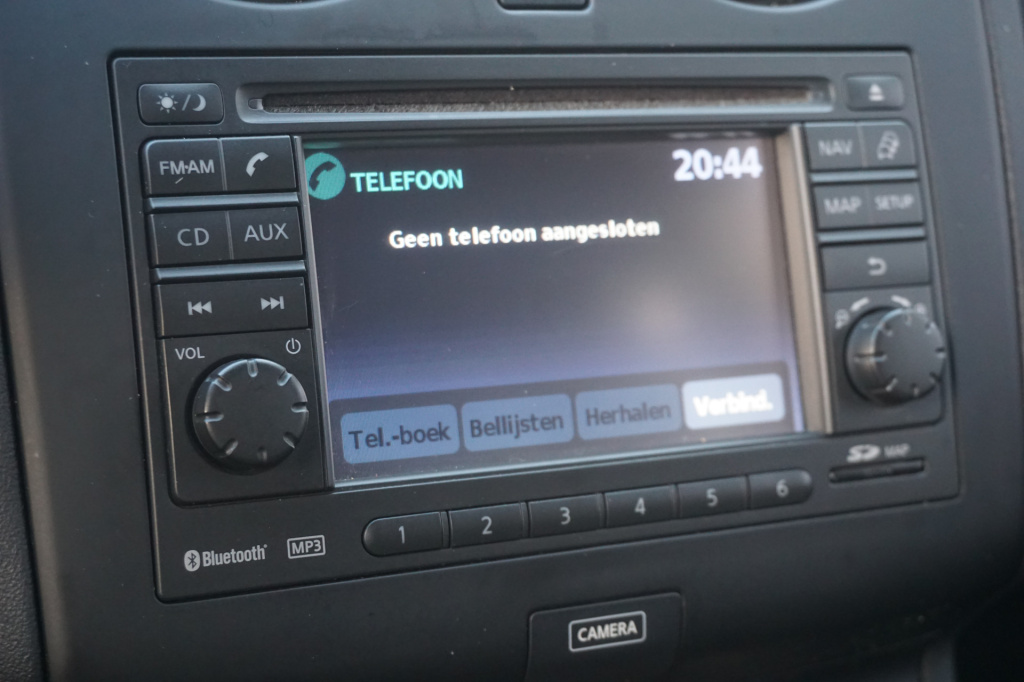 FM·AM
CD
AUX
VOL
TELEFOON
20:44
Geen telefoon aangesloten
Tel.-boek
Bellijsten
Herhalen
Verbind.
NAV
MAP
SETUP
SD MAP
1 2 3 4 5 6
Bluetooth
MP3
CAMERA